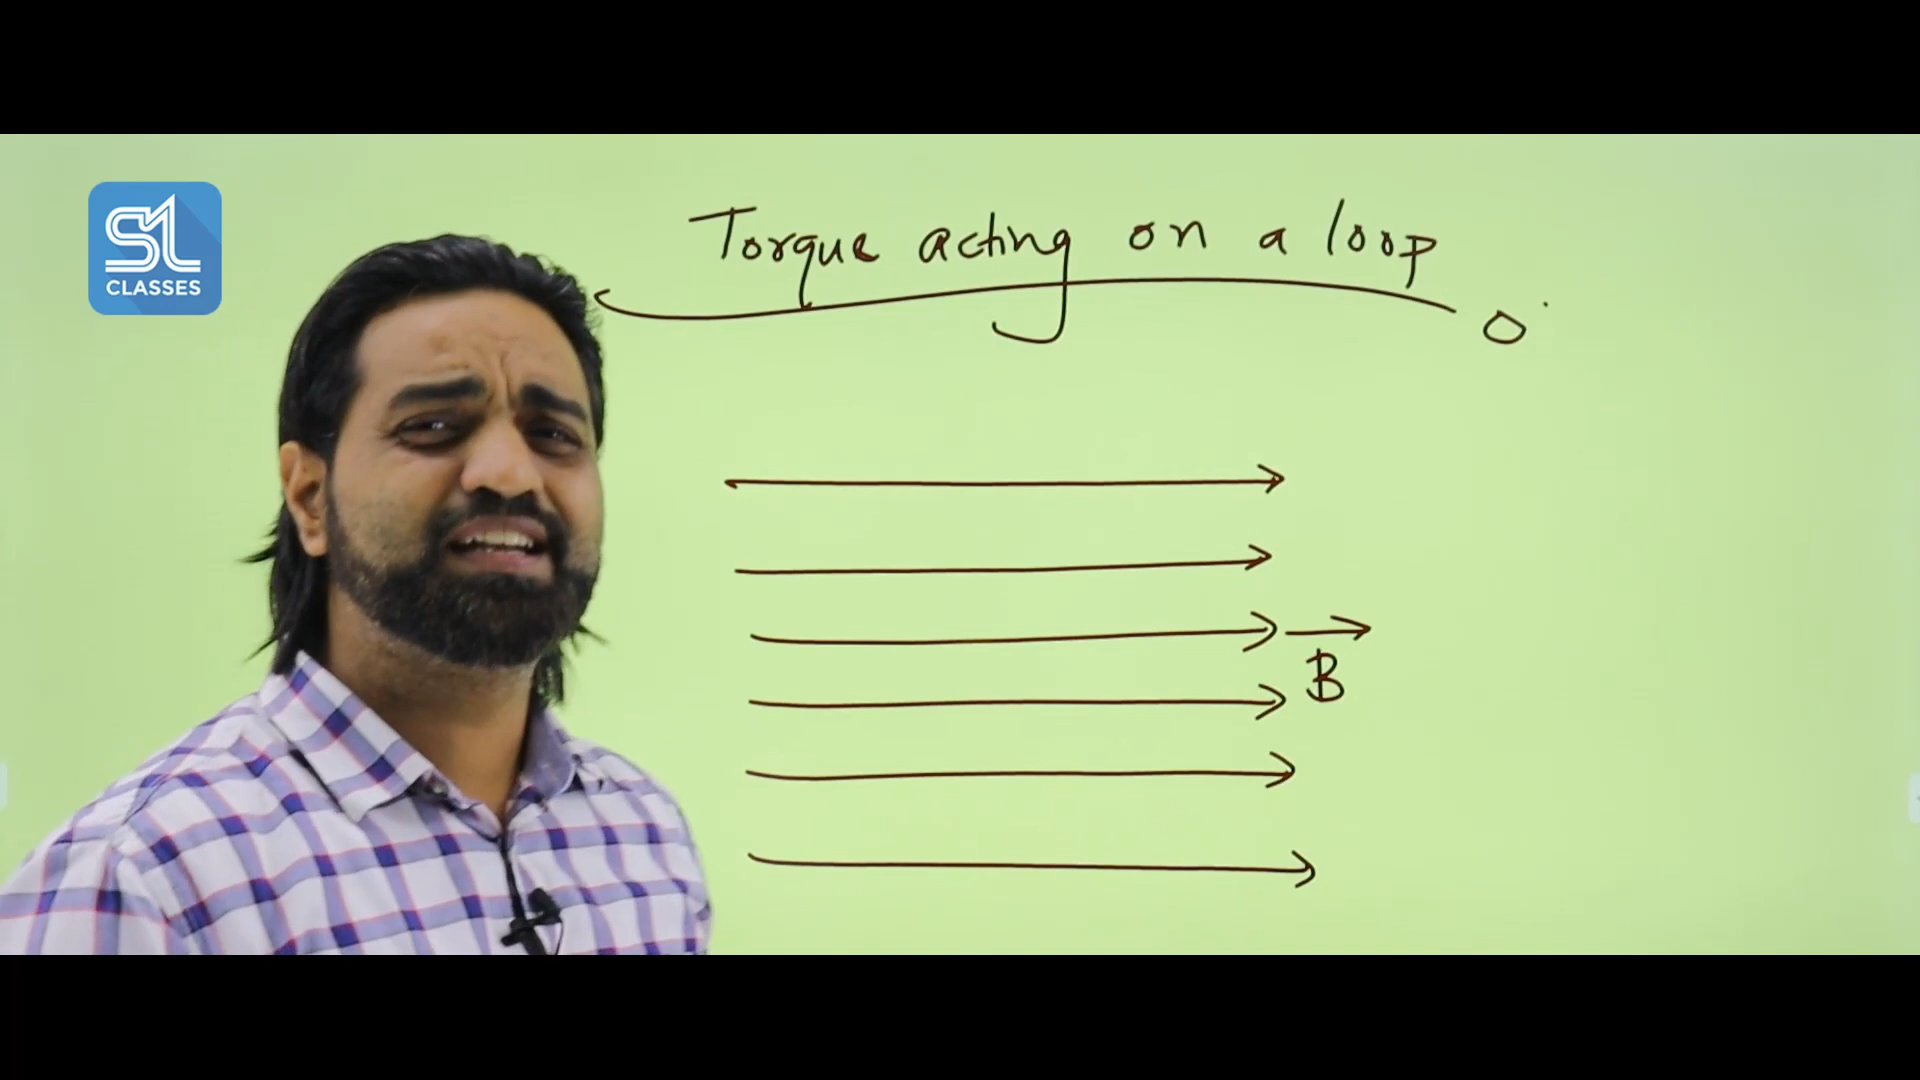 SL
CLASSES
Torque acting on a loop
B